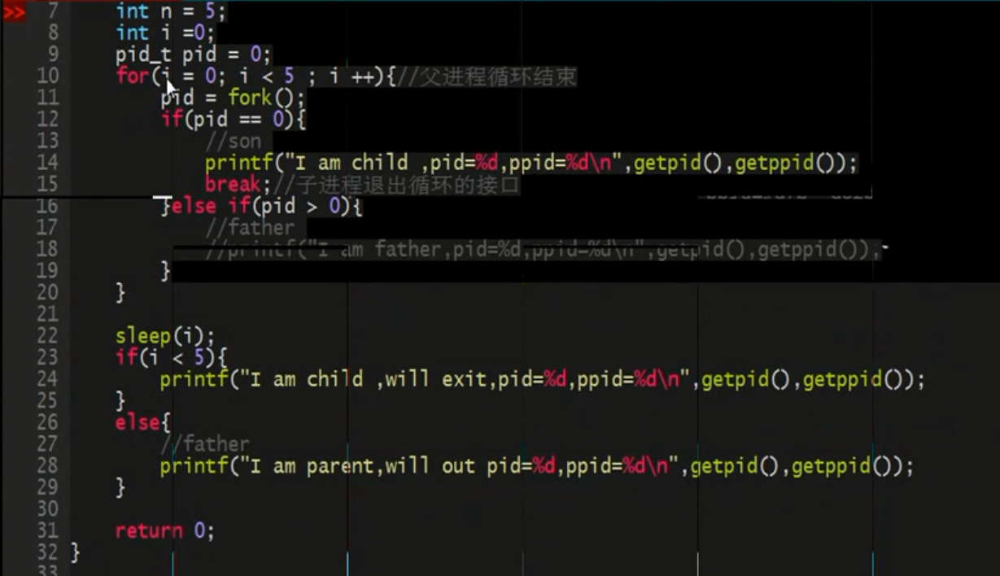 >> 7 int n = 5;
8 int i =0;
9 pid_t pid = 0;
10 for(i = 0; i < 5 ; i ++){//父进程循环结束
11 pid = fork();
12 if(pid == 0){
13 //son
14 printf("I am child ,pid=%d,ppid=%d\n",getpid(),getppid());
15 break;//子进程退出循环的接口
16 }else if(pid > 0){
17 //father
18 //printf("I am father,pid=%d,ppid=%d\n",getpid(),getppid());
19 }
20 }
21
22 sleep(i);
23 if(i < 5){
24 printf("I am child ,will exit,pid=%d,ppid=%d\n",getpid(),getppid());
25 }
26 else{
27 //father
28 printf("I am parent,will out pid=%d,ppid=%d\n",getpid(),getppid());
29 }
30
31 return 0;
32 }
33